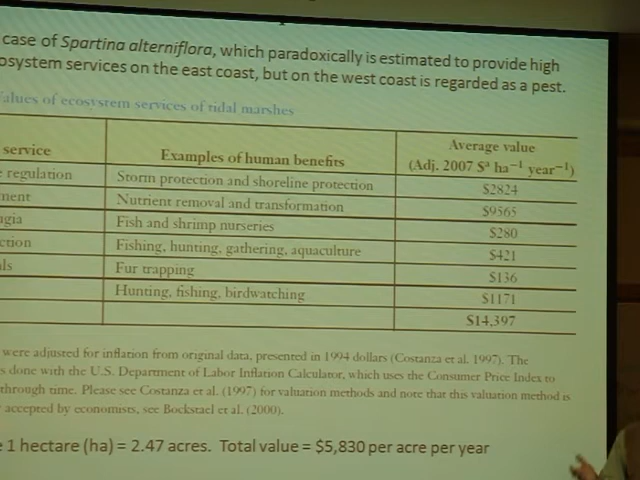 case of Spartina alterniflora, which paradoxically is estimated to provide high
osystem services on the east coast, but on the west coast is regarded as a pest.
alues of ecosystem services of tidal marshes
service Examples of human benefits Average value (Adj. 2007 $ª ha⁻¹ year⁻¹)
e regulation Storm protection and shoreline protection $2824
ment Nutrient removal and transformation $9565
gia Fish and shrimp nurseries $280
ction Fishing, hunting, gathering, aquaculture $421
ls Fur trapping $136
Hunting, fishing, birdwatching $1171
$14,397
were adjusted for inflation from original data, presented in 1994 dollars (Costanza et al. 1997). The
s done with the U.S. Department of Labor Inflation Calculator, which uses the Consumer Price Index to
through time. Please see Costanza et al. (1997) for valuation methods and note that this valuation method is
accepted by economists, see Bockstael et al. (2000).
e 1 hectare (ha) = 2.47 acres. Total value = $5,830 per acre per year